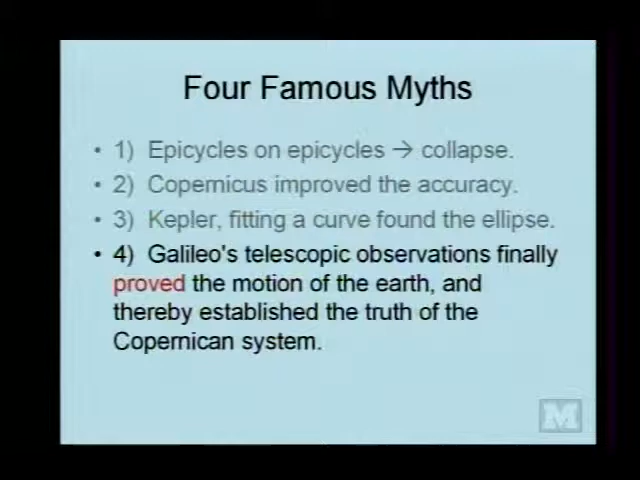 Four Famous Myths
• 1) Epicycles on epicycles → collapse.
• 2) Copernicus improved the accuracy.
• 3) Kepler, fitting a curve found the ellipse.
• 4) Galileo's telescopic observations finally
proved the motion of the earth, and
thereby established the truth of the
Copernican system.
M